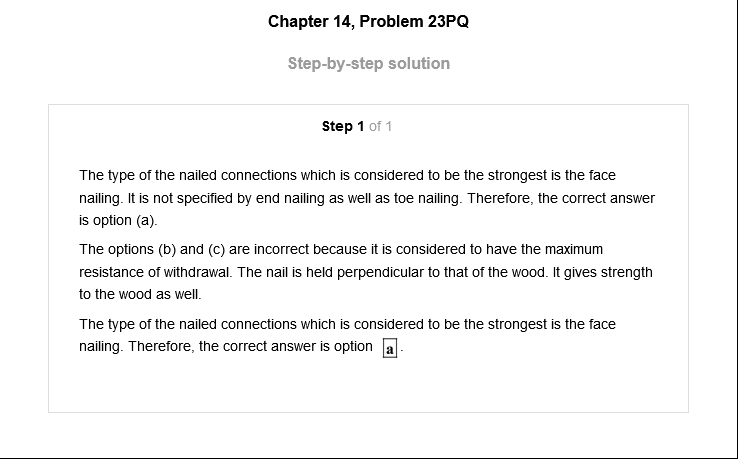 Chapter 14, Problem 23PQ
Step-by-step solution
Step 1 of 1
The type of the nailed connections which is considered to be the strongest is the face
nailing. It is not specified by end nailing as well as toe nailing. Therefore, the correct answer
is option (a).
The options (b) and (c) are incorrect because it is considered to have the maximum
resistance of withdrawal. The nail is held perpendicular to that of the wood. It gives strength
to the wood as well.
The type of the nailed connections which is considered to be the strongest is the face
nailing. Therefore, the correct answer is option a.